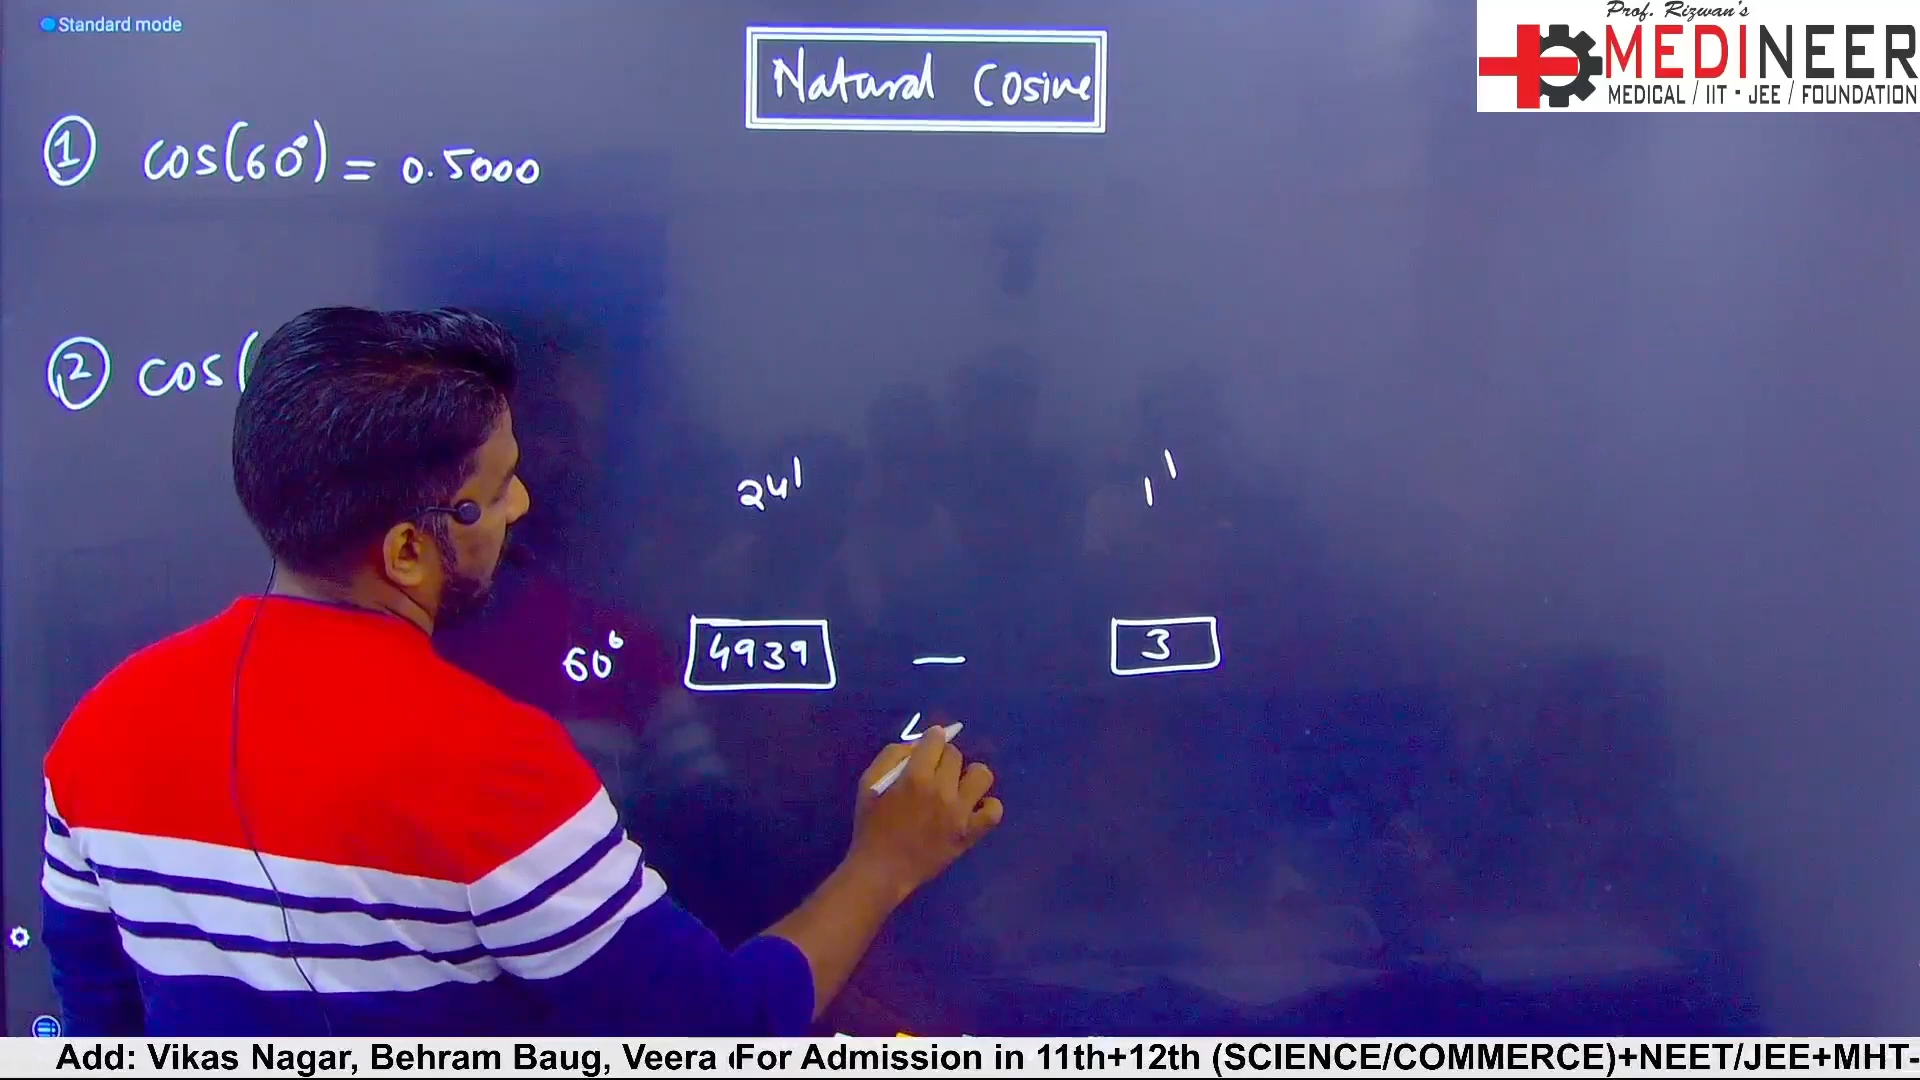 Standard mode
Prof. Rizwan's
MEDINEER
MEDICAL / IIT - JEE / FOUNDATION
Natural Cosine
① cos(60°) = 0.5000
② cos(
24' 1'
60° 4939 — 3
Add: Vikas Nagar, Behram Baug, Veera For Admission in 11th+12th (SCIENCE/COMMERCE)+NEET/JEE+MHT-